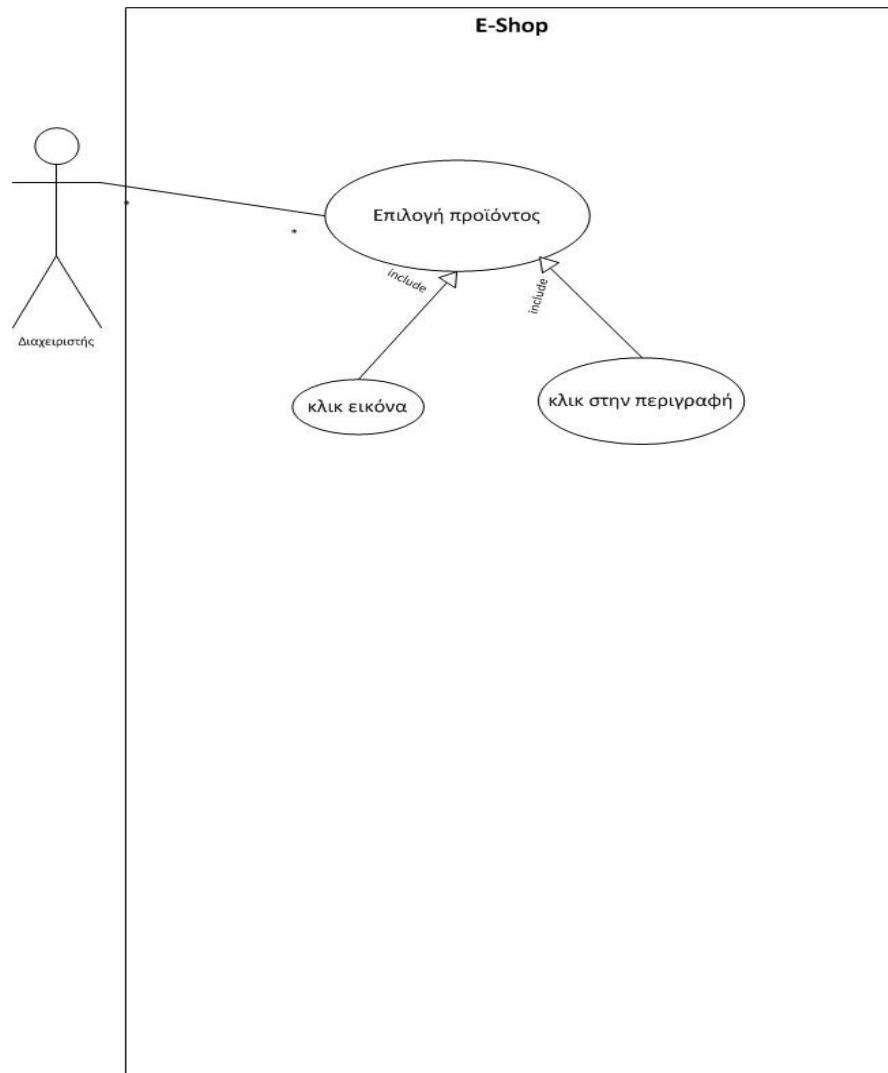 E-Shop
Επιλογή προϊόντος
*
*
include
include
Διαχειριστής
κλικ εικόνα
κλικ στην περιγραφή